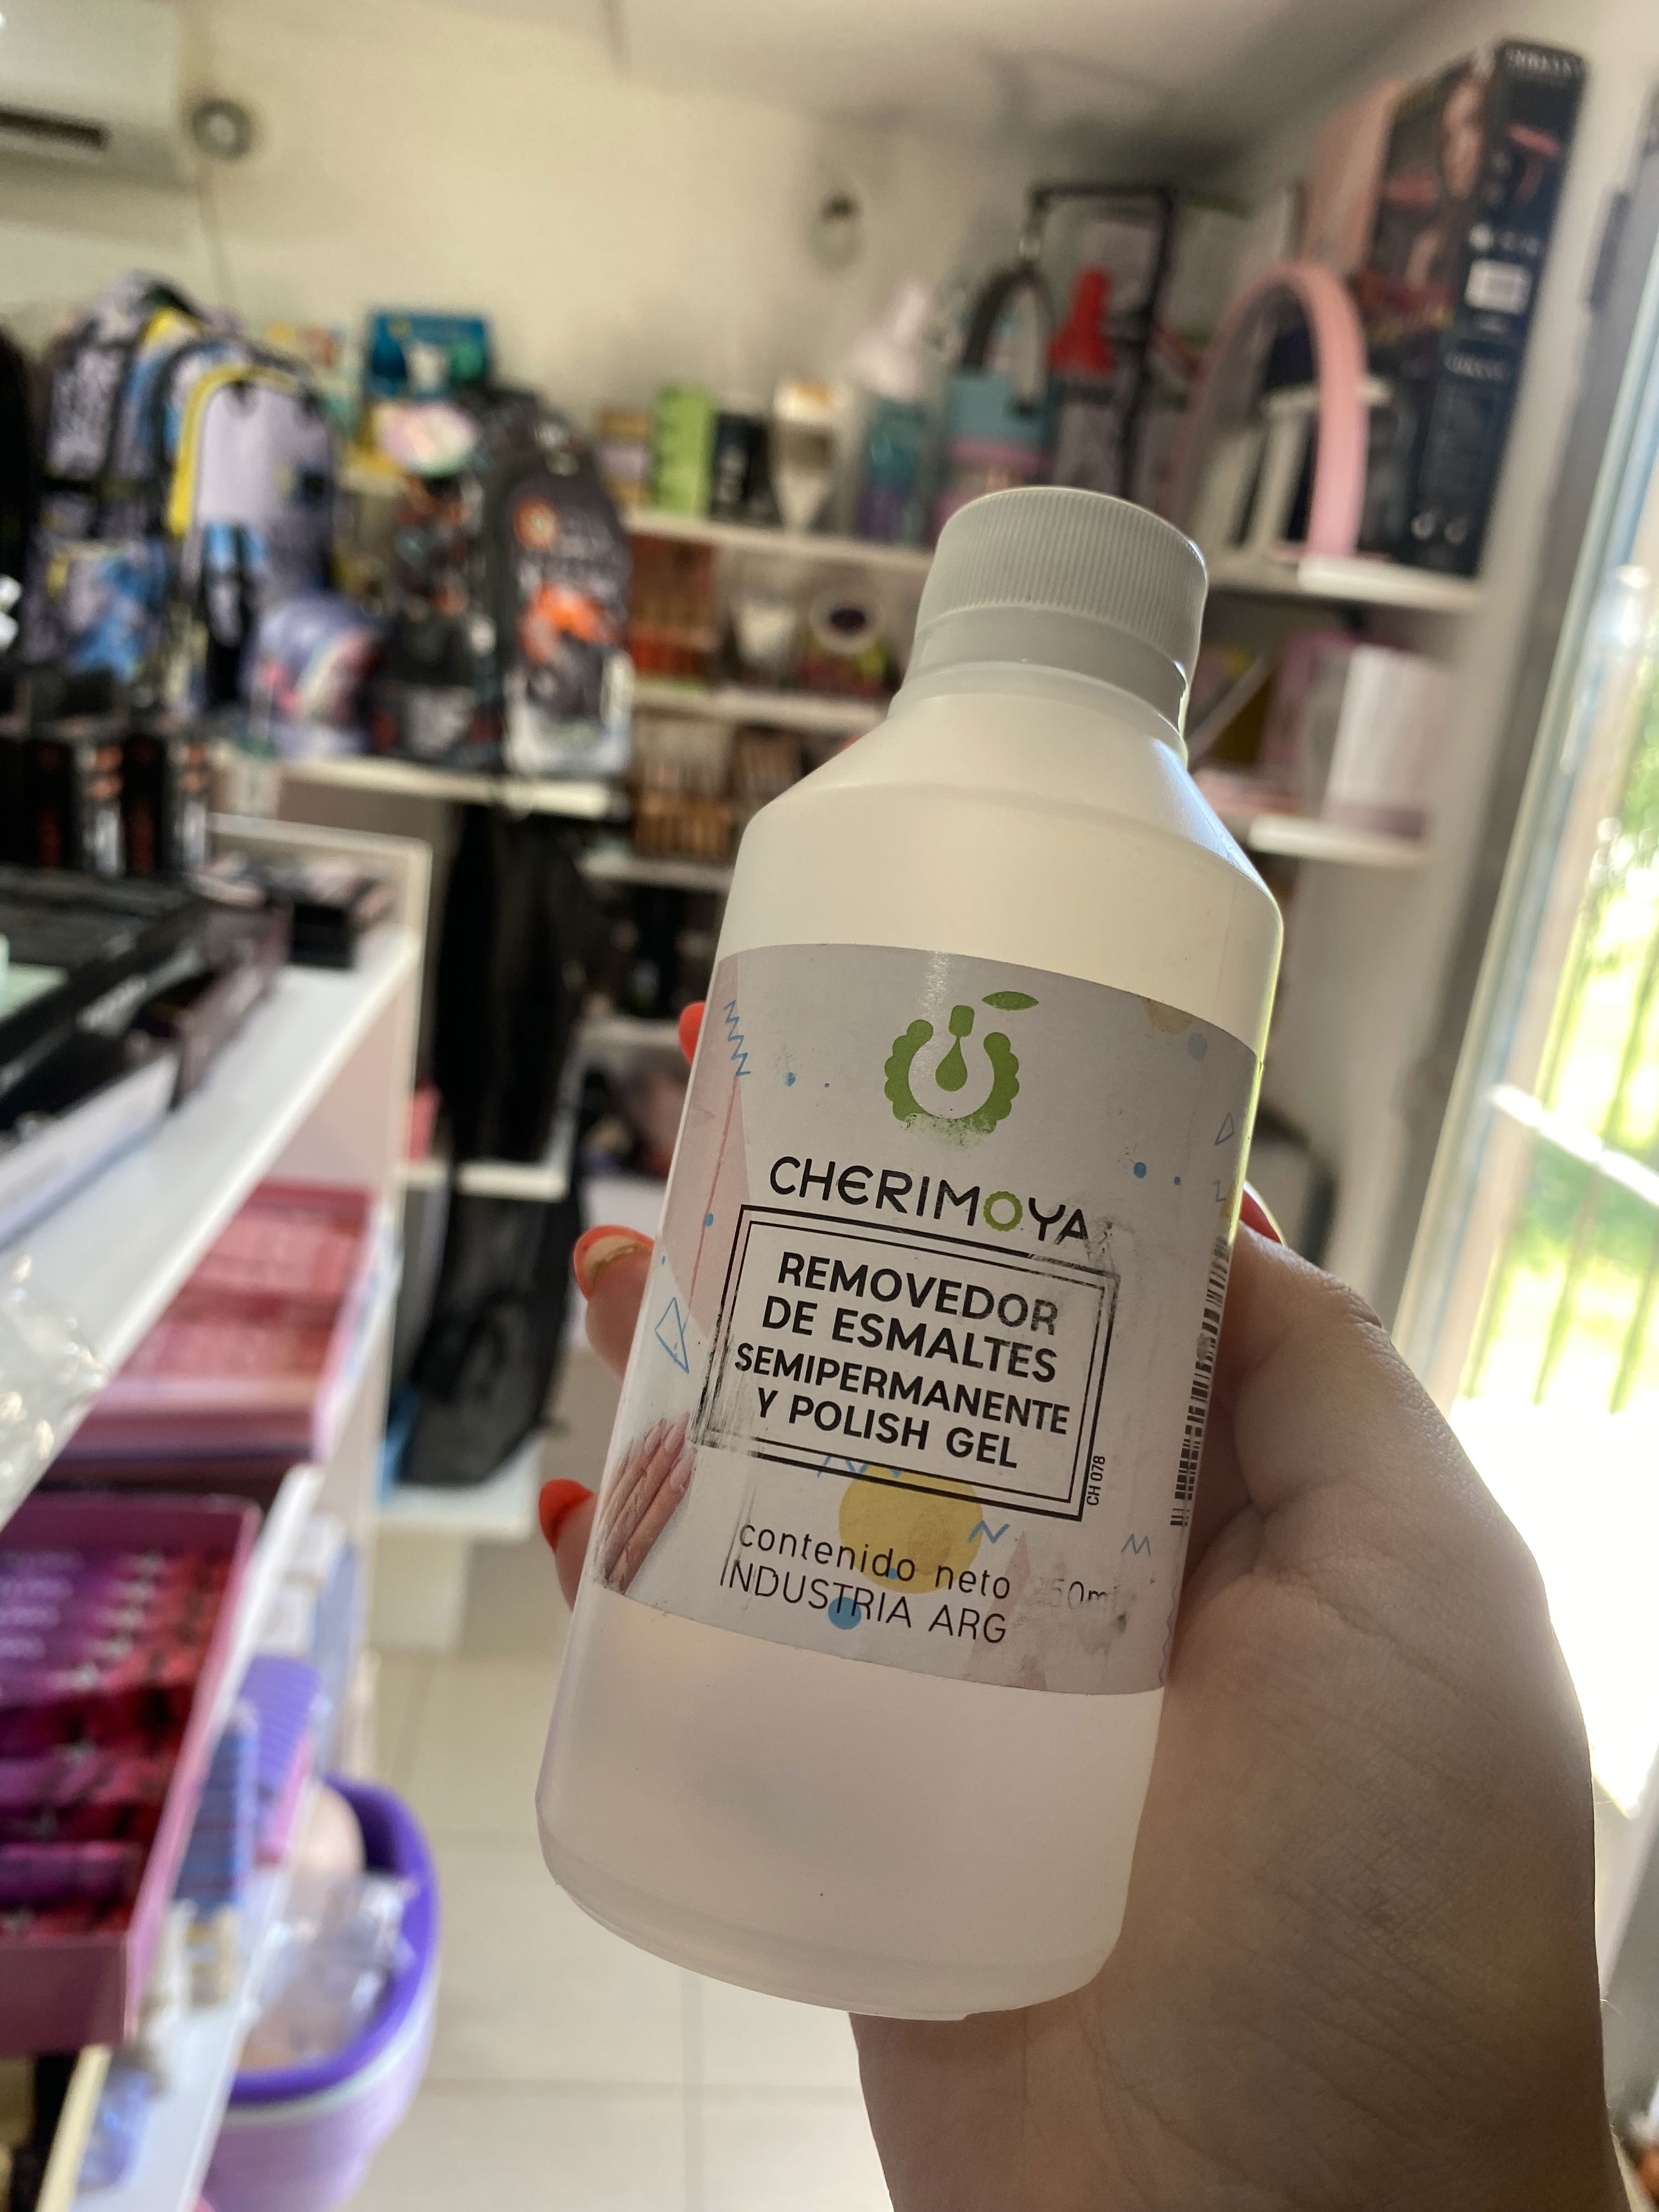 CHERIMOYA
REMOVEDOR
DE ESMALTES
SEMIPERMANENTE
Y POLISH GEL
CH 078
contenido neto
INDUSTRIA ARG